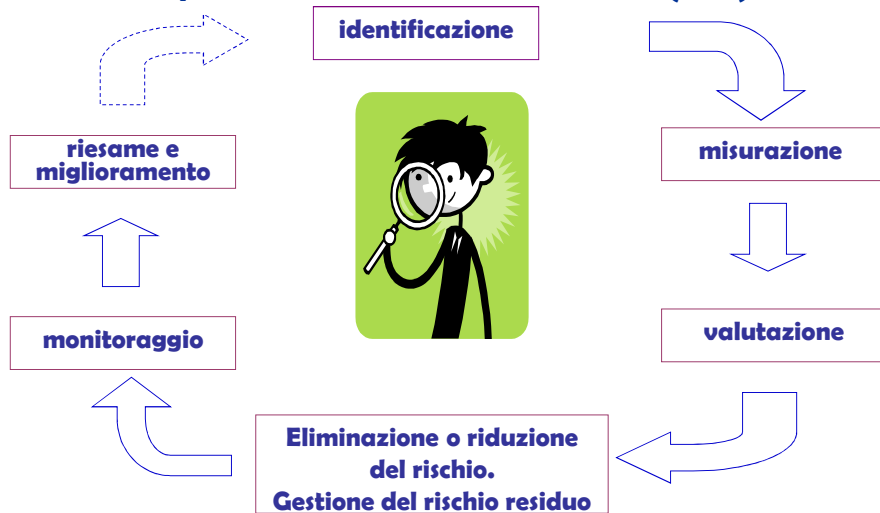 identificazione
misurazione
valutazione
Eliminazione o riduzione
del rischio.
Gestione del rischio residuo
monitoraggio
riesame e
miglioramento